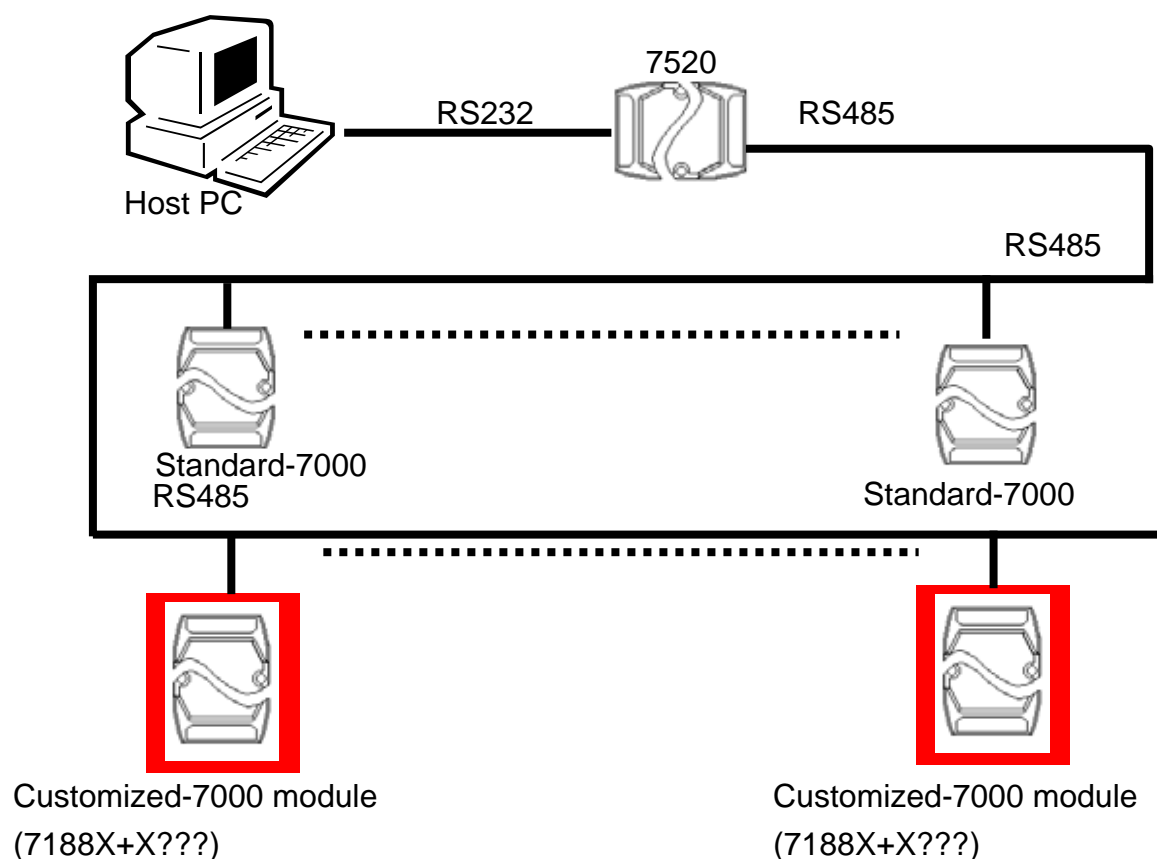 7520
RS232
RS485
Host PC
RS485
Standard-7000
RS485
Standard-7000
Customized-7000 module
(7188X+X???)
Customized-7000 module
(7188X+X???)